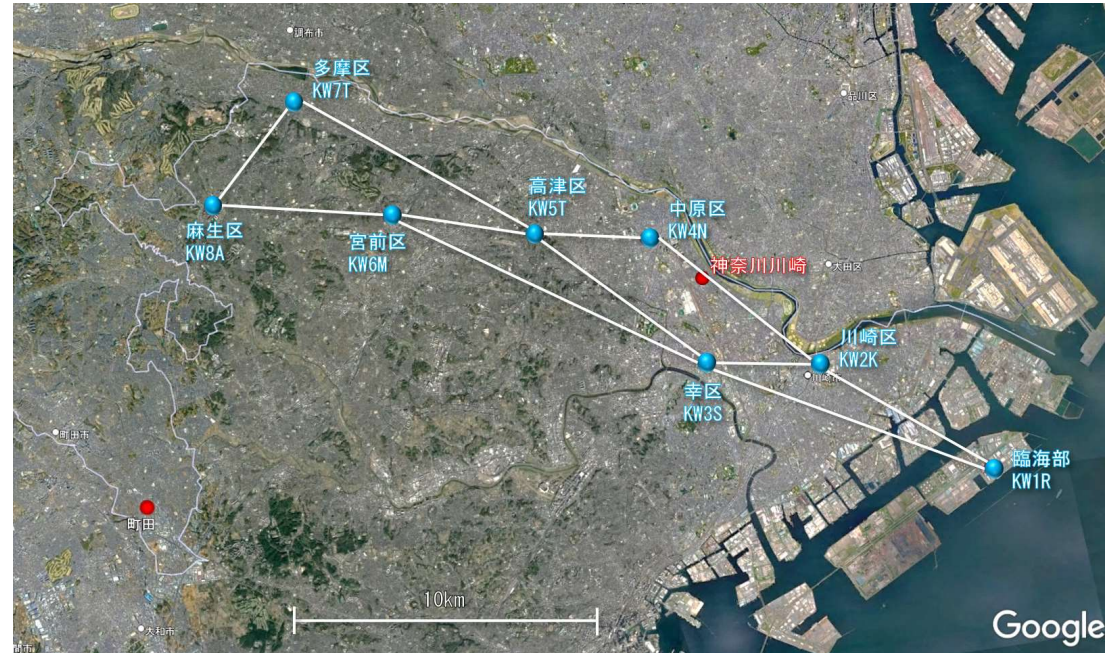 調布市
多摩区
KW7T
品川区
高津区
KW5T
中原区
KW4N
麻生区
KW8A
宮前区
KW6M
神奈川川崎
大田区
川崎区
KW2K
川崎市
幸区
KW3S
町田市
臨海部
KW1R
町田
10km
大和市
Google